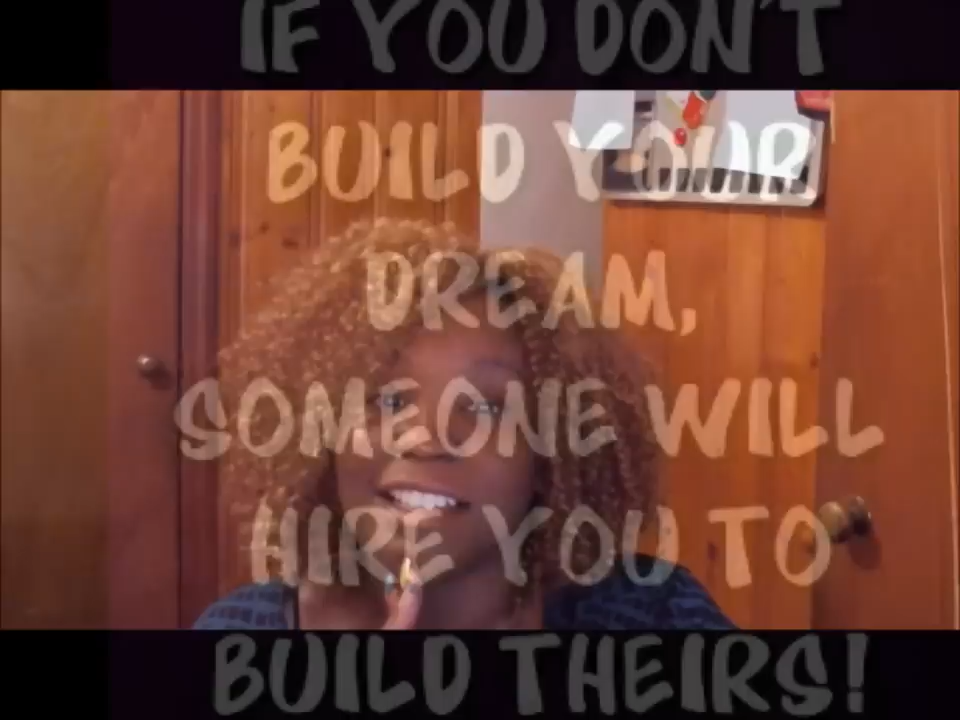 IF YOU DON'T
BUILD YOUR
DREAM,
SOMEONE WILL
HIRE YOU TO
BUILD THEIRS!